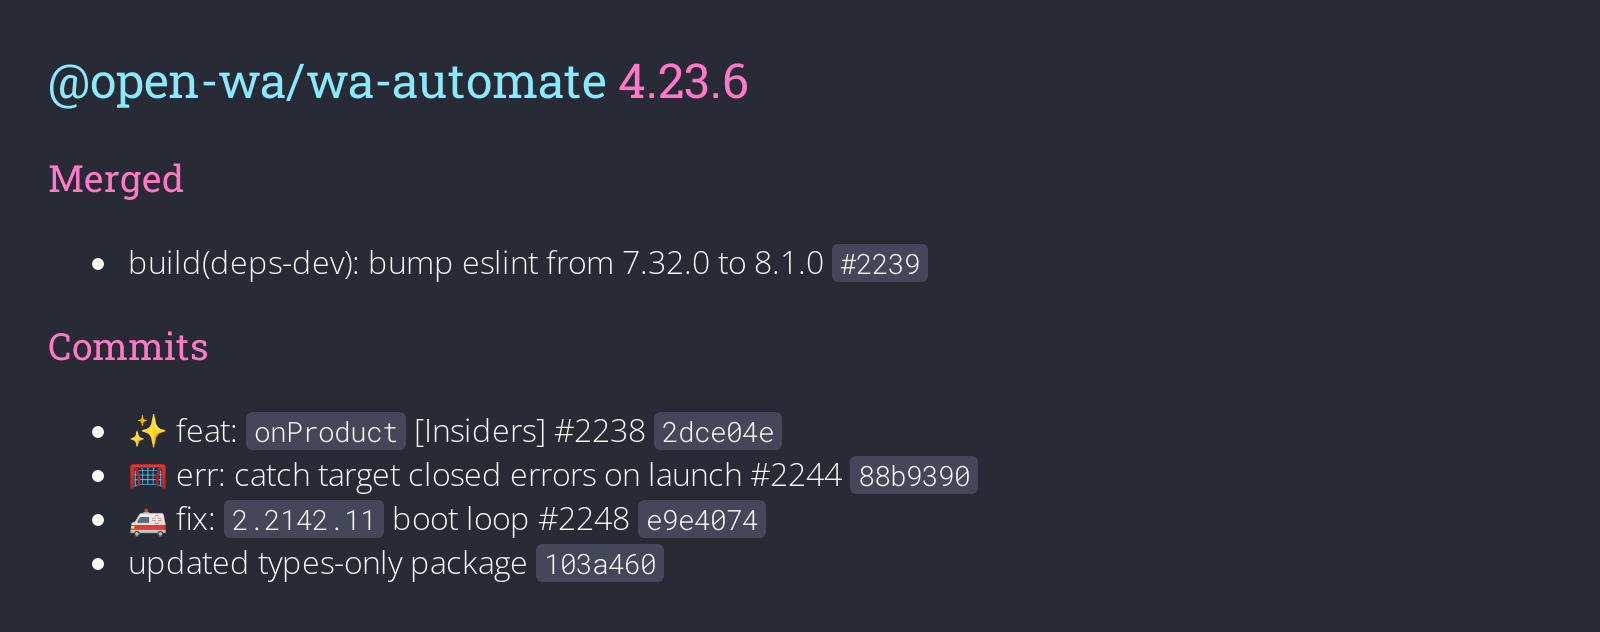 @open-wa/wa-automate 4.23.6
Merged
build(deps-dev): bump eslint from 7.32.0 to 8.1.0 #2239
Commits
✨ feat: onProduct [Insiders] #2238 2dce04e
🥅 err: catch target closed errors on launch #2244 88b9390
🚑 fix: 2.2142.11 boot loop #2248 e9e4074
updated types-only package 103a460